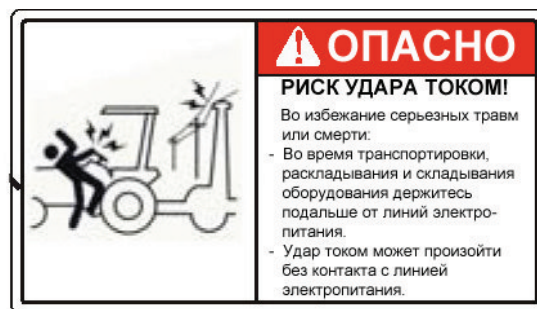 ОПАСНО
РИСК УДАРА ТОКОМ!
Во избежание серьезных травм
или смерти:
- Во время транспортировки,
раскладывания и складывания
оборудования держитесь
подальше от линий электро-
питания.
- Удар током может произойти
без контакта с линией
электропитания.